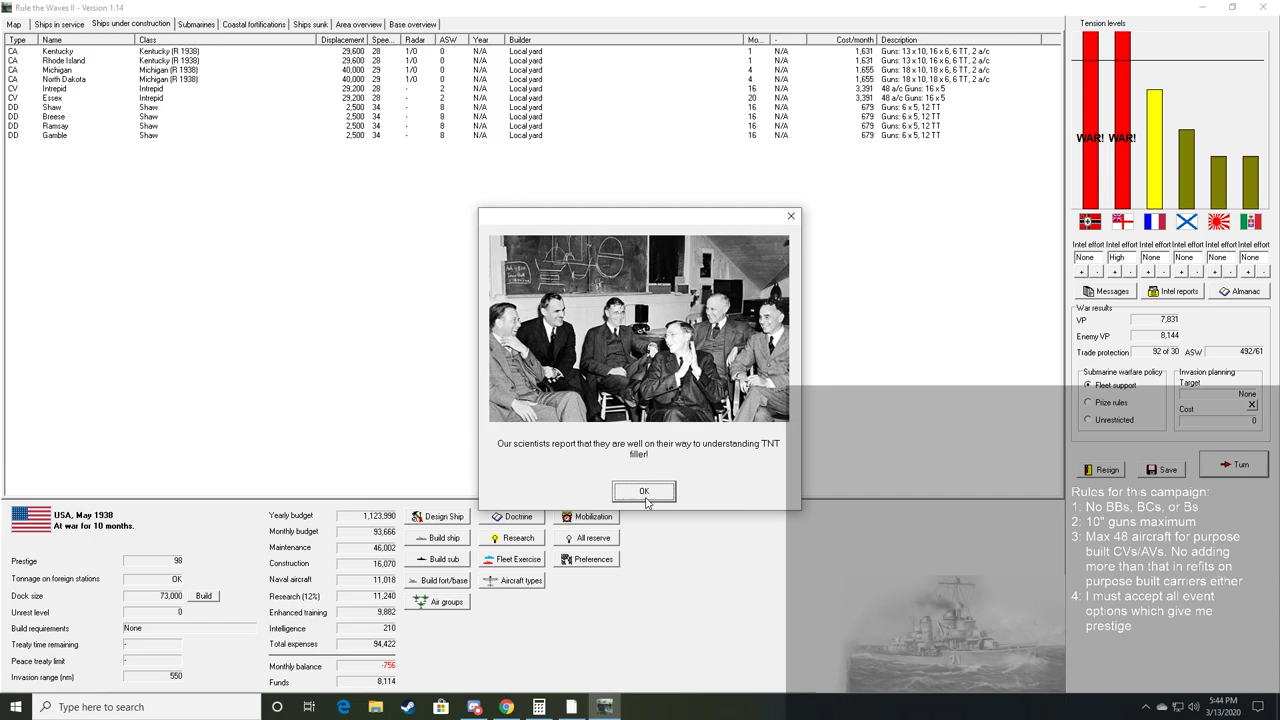 Rule the Waves II - Version 1.14
Map Ships in service Ships under construction Submarines Coastal fortifications Ships sunk Area overview Base overview
Type Name Class Displacement Spee... Radar ASW Year Builder Mo... - Cost/month Description
CA Kentucky Kentucky (R 1938) 29,600 28 1/0 0 N/A Local yard 1 N/A 1,631 Guns: 13 x 10, 16 x 6, 6 TT, 2 a/c
CA Rhode Island Kentucky (R 1938) 29,600 28 1/0 0 N/A Local yard 1 N/A 1,631 Guns: 13 x 10, 16 x 6, 6 TT, 2 a/c
CA Michigan Michigan (R 1938) 40,000 28 1/0 0 N/A Local yard 4 N/A 1,655 Guns: 18 x 10, 18 x 6, 6 TT, 2 a/c
CA North Dakota Michigan (R 1938) 40,000 29 1/0 0 N/A Local yard 4 N/A 1,655 Guns: 18 x 10, 18 x 6, 6 TT, 2 a/c
CV Intrepid Intrepid 29,200 28 - 2 N/A Local yard 16 N/A 3,391 48 a/c Guns: 16 x 5
CV Essex Intrepid 29,200 28 - 2 N/A Local yard 20 N/A 3,391 48 a/c Guns: 16 x 5
DD Shaw Shaw 2,500 34 - 8 N/A Local yard 16 N/A 679 Guns: 6 x 5, 12 TT
DD Breese Shaw 2,500 34 - 8 N/A Local yard 16 N/A 679 Guns: 6 x 5, 12 TT
DD Ramsay Shaw 2,500 34 - 8 N/A Local yard 16 N/A 679 Guns: 6 x 5, 12 TT
DD Gamble Shaw 2,500 34 - 8 N/A Local yard 16 N/A 679 Guns: 6 x 5, 12 TT
Our scientists report that they are well on their way to understanding TNT
filler!
OK
Tension levels
WAR! WAR!
Intel effort Intel effort Intel effort Intel effort Intel effort Intel effort
None High None None None None
+ - + - + - + - + - + -
Messages Intel reports Almanac
War results
VP 7,831
Enemy VP 8,144
Trade protection 92 of 30 ASW 492/61
Submarine warfare policy
Fleet support
Prize rules
Unrestricted
Invasion planning
Target
None
Cost X
0
Resign Save Turn
Rules for this campaign:
1: No BBs, BCs, or Bs
2: 10" guns maximum
3: Max 48 aircraft for purpose
built CVs/AVs. No adding
more than that in refits on
purpose built carriers either
4: I must accept all event
options which give me
prestige
USA, May 1938
At war for 10 months.
Prestige 98
Tonnage on foreign stations OK
Dock size 73,000 Build
Unrest level 0
Build requirements None
Treaty time remaining -
Peace treaty limit -
Invasion range (nm) 550
Yearly budget 1,123,990
Monthly budget 93,666
Maintenance 46,002
Construction 16,070
Naval aircraft 11,018
Research (12%) 11,240
Enhanced training 9,882
Intelligence 210
Total expenses 94,422
Monthly balance -756
Funds 8,114
Design Ship Doctrine Mobilization
Build ship Research All reserve
Build sub Fleet Exercise Preferences
Build fort/base Aircraft types
Air groups
Type here to search
5:44 PM
3/13/2020